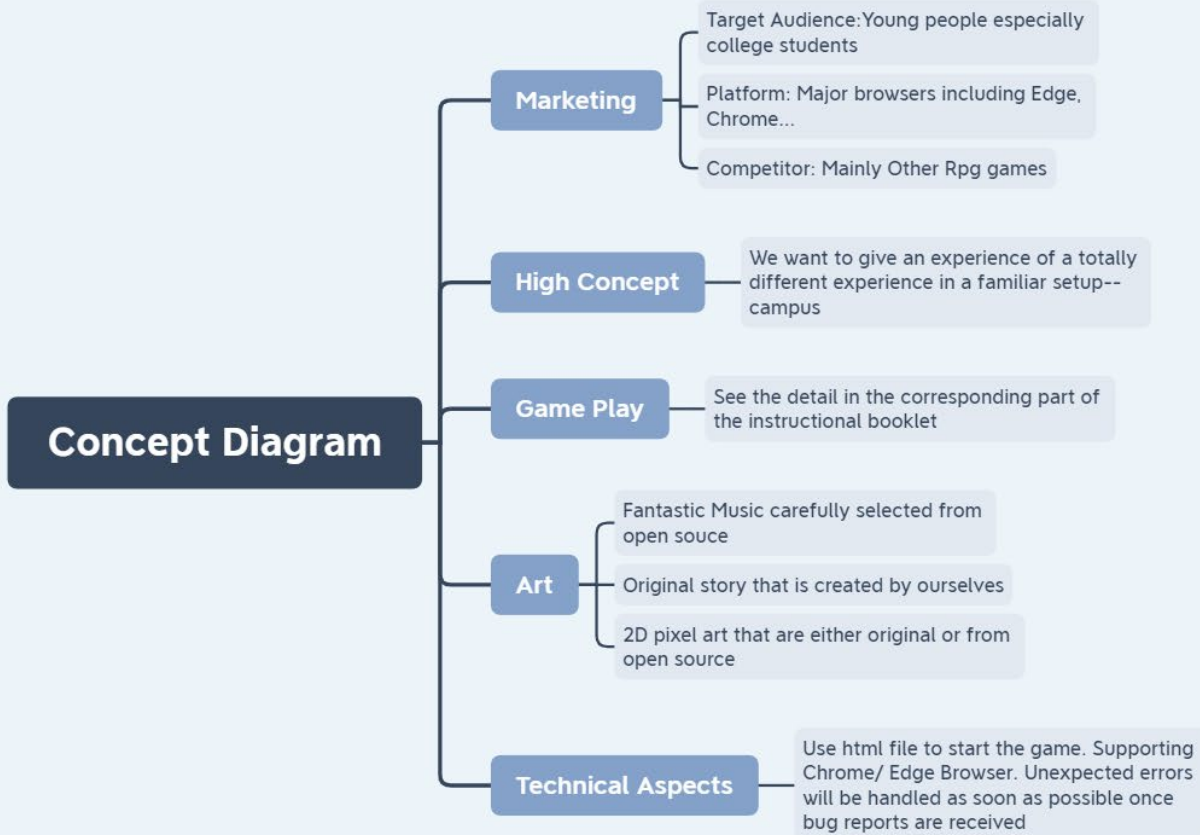 Concept Diagram
Marketing
Target Audience:Young people especially
college students
Platform: Major browsers including Edge,
Chrome...
Competitor: Mainly Other Rpg games
High Concept
We want to give an experience of a totally
different experience in a familiar setup--
campus
Game Play
See the detail in the corresponding part of
the instructional booklet
Art
Fantastic Music carefully selected from
open souce
Original story that is created by ourselves
2D pixel art that are either original or from
open source
Technical Aspects
Use html file to start the game. Supporting
Chrome/ Edge Browser. Unexpected errors
will be handled as soon as possible once
bug reports are received